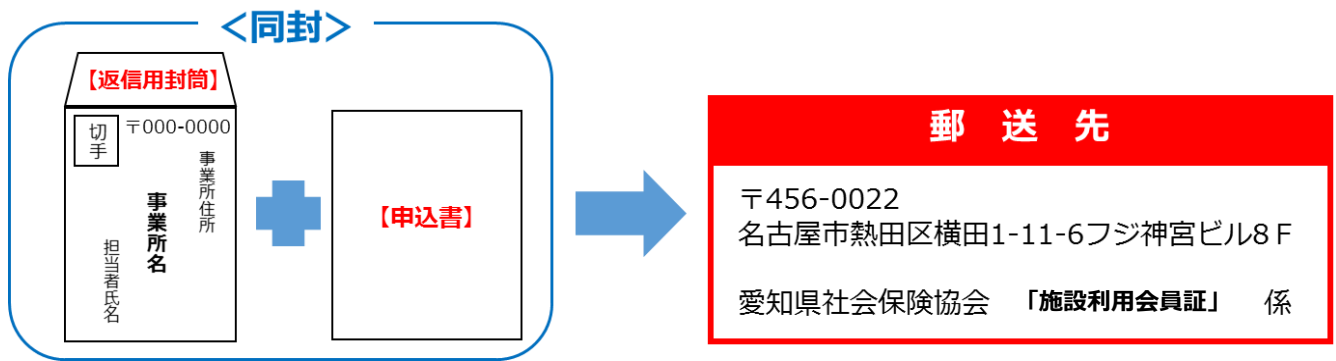 ＜同封＞
【返信用封筒】
切手
〒000-0000
事業所住所
事業所名
担当者氏名
【申込書】
郵 送 先
〒456-0022
名古屋市熱田区横田1-11-6フジ神宮ビル8Ｆ
愛知県社会保険協会 「施設利用会員証」 係